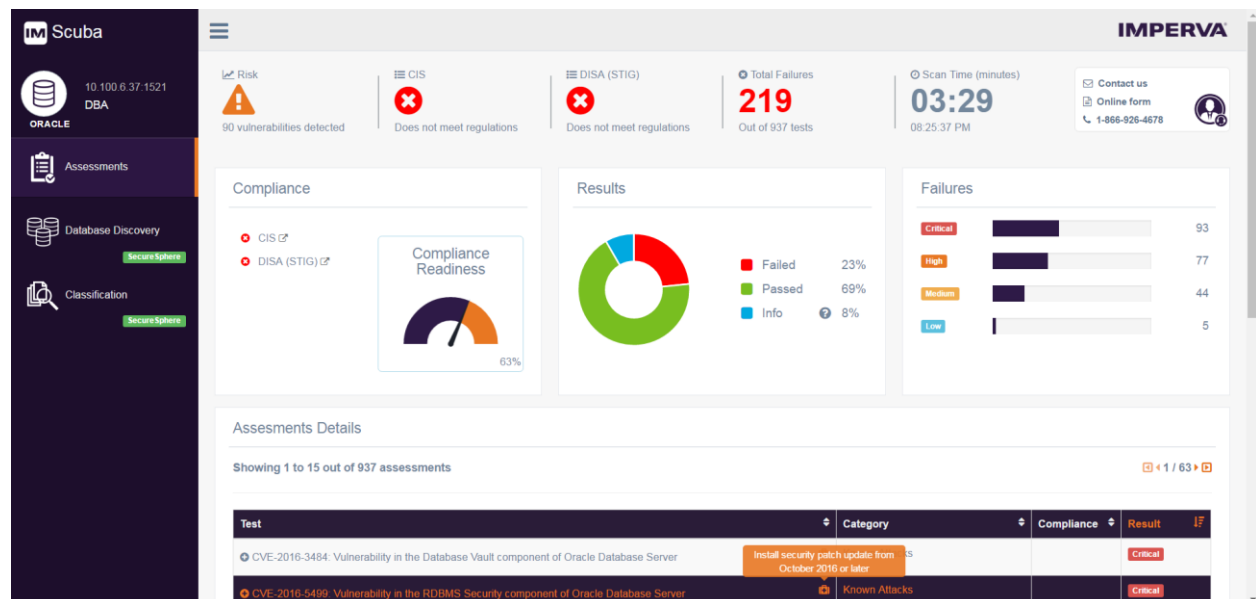 IM Scuba
IMPERVA
10.100.6.37:1521
DBA
ORACLE
Assessments
Database Discovery
SecureSphere
Classification
SecureSphere
Risk
90 vulnerabilities detected
CIS
Does not meet regulations
DISA (STIG)
Does not meet regulations
Total Failures
219
Out of 937 tests
Scan Time (minutes)
03:29
08:25:37 PM
Contact us
Online form
1-866-926-4678
Compliance
CIS
DISA (STIG)
Compliance
Readiness
63%
Results
Failed 23%
Passed 69%
Info 8%
Failures
Critical 93
High 77
Medium 44
Low 5
Assesments Details
Showing 1 to 15 out of 937 assessments
1 / 63
Test Category Compliance Result
CVE-2016-3484: Vulnerability in the Database Vault component of Oracle Database Server Critical
Install security patch update from
October 2016 or later
CVE-2016-5499: Vulnerability in the RDBMS Security component of Oracle Database Server Known Attacks Critical